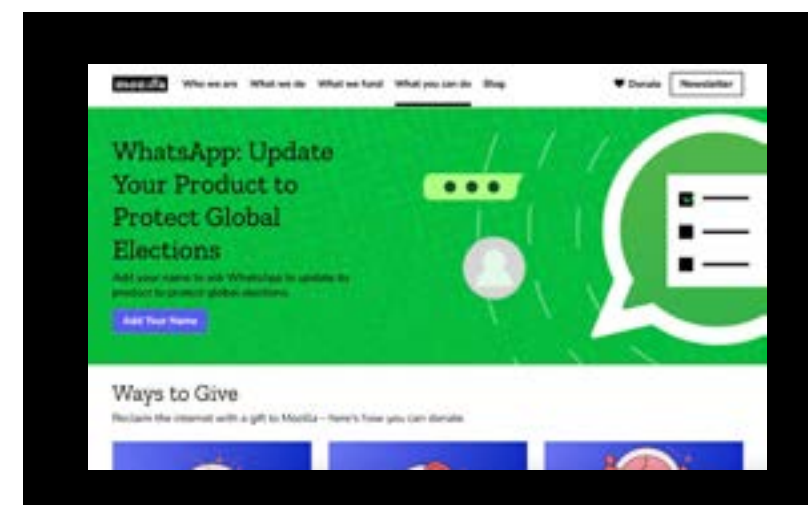 mozilla Who we are What we do What we fund What you can do Blog Donate Newsletter
WhatsApp: Update
Your Product to
Protect Global
Elections
Add your name to ask WhatsApp to update its
product to protect global elections.
Add Your Name
Ways to Give
Reclaim the internet with a gift to Mozilla – here's how you can donate.